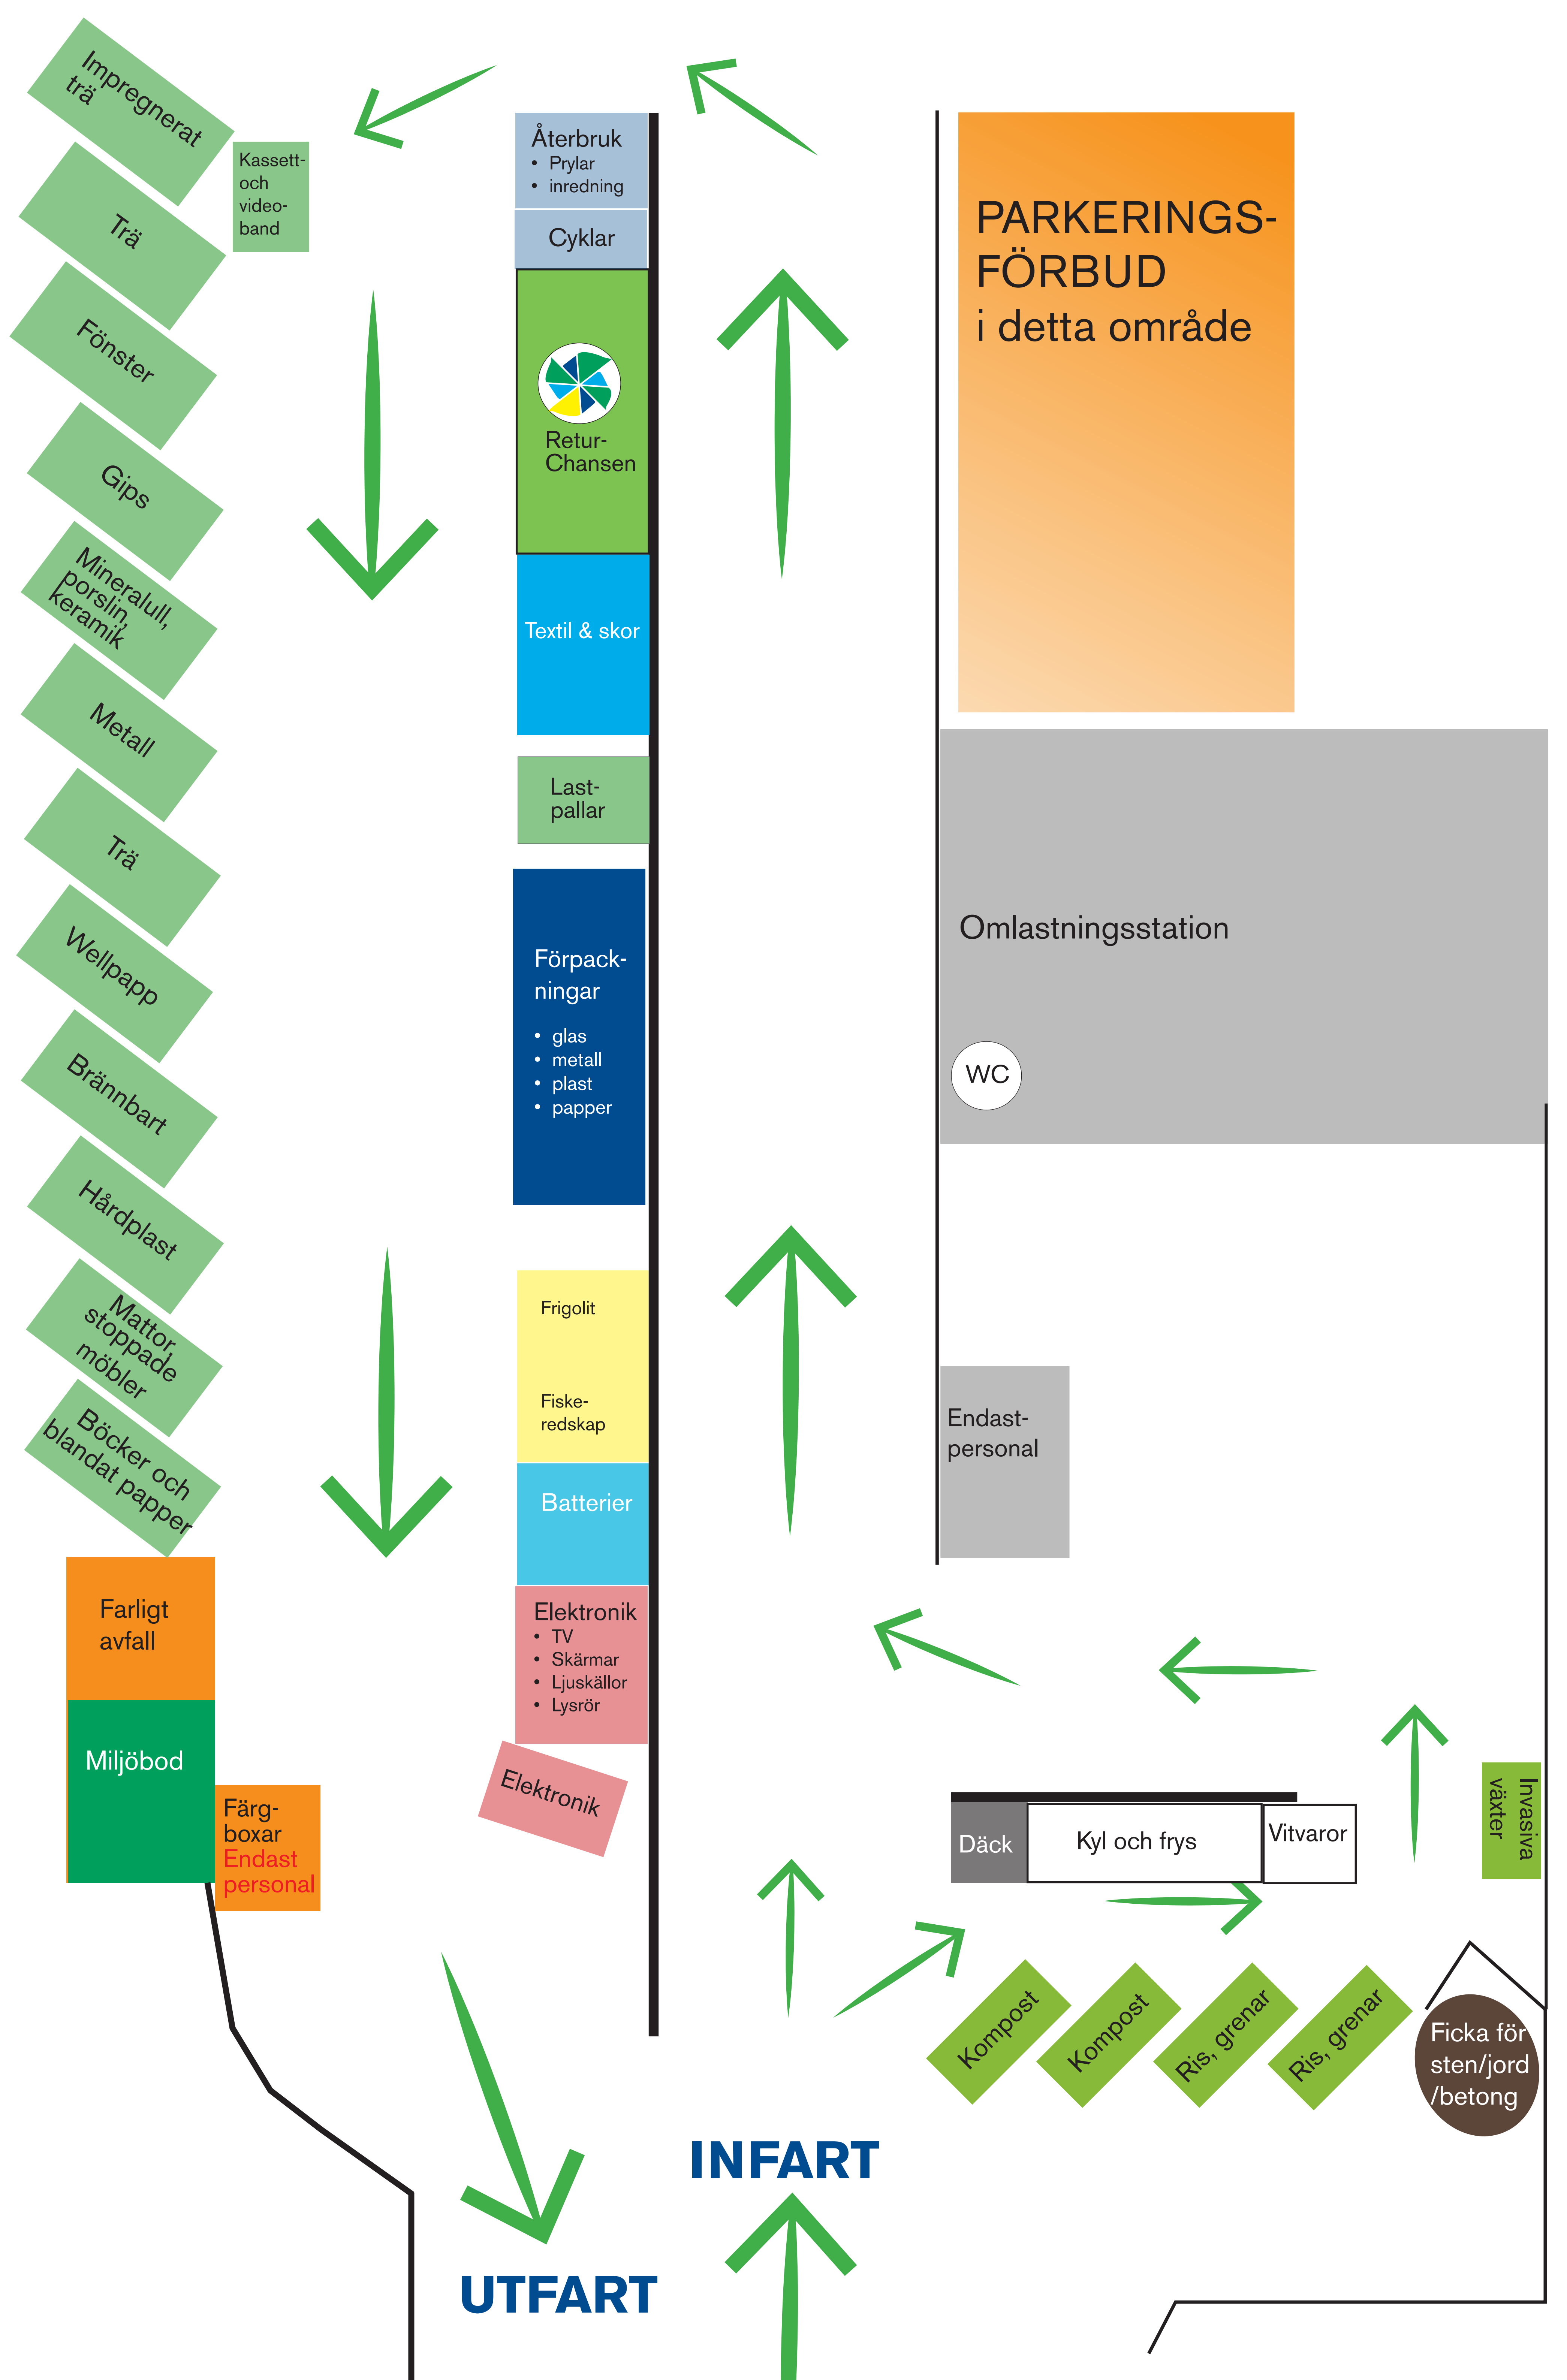 Impregnerat
trä
Kassett-
och
video-
band
Trä
Fönster
Gips
Mineralull,
porslin,
keramik
Metall
Trä
Wellpapp
Brännbart
Hårdplast
Mattor,
stoppade
möbler
Böcker och
blandat papper
Farligt
avfall
Miljöbod
Färg-
boxar
Endast
personal
Återbruk
• Prylar
• inredning
Cyklar
Retur-
Chansen
Textil & skor
Last-
pallar
Förpack-
ningar
• glas
• metall
• plast
• papper
Frigolit
Fiske-
redskap
Batterier
Elektronik
• TV
• Skärmar
• Ljuskällor
• Lysrör
Elektronik
PARKERINGS-
FÖRBUD
i detta område
Omlastningsstation
WC
Endast-
personal
Däck
Kyl och frys
Vitvaror
Invasiva
växter
Kompost
Kompost
Ris, grenar
Ris, grenar
Ficka för
sten/jord
/betong
INFART
UTFART